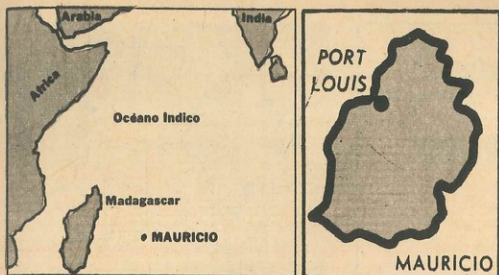 Arabia
India
Africa
Océano Indico
Madagascar
MAURICIO
PORT
LOUIS
MAURICIO